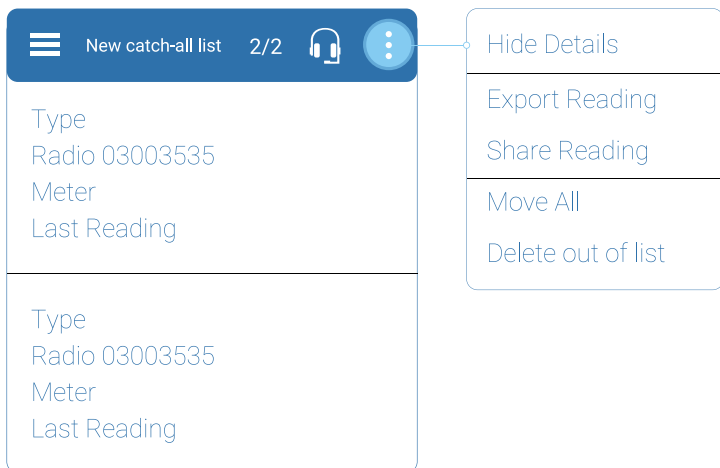 New catch-all list 2/2
Type
Radio 03003535
Meter
Last Reading
Type
Radio 03003535
Meter
Last Reading
Hide Details
Export Reading
Share Reading
Move All
Delete out of list